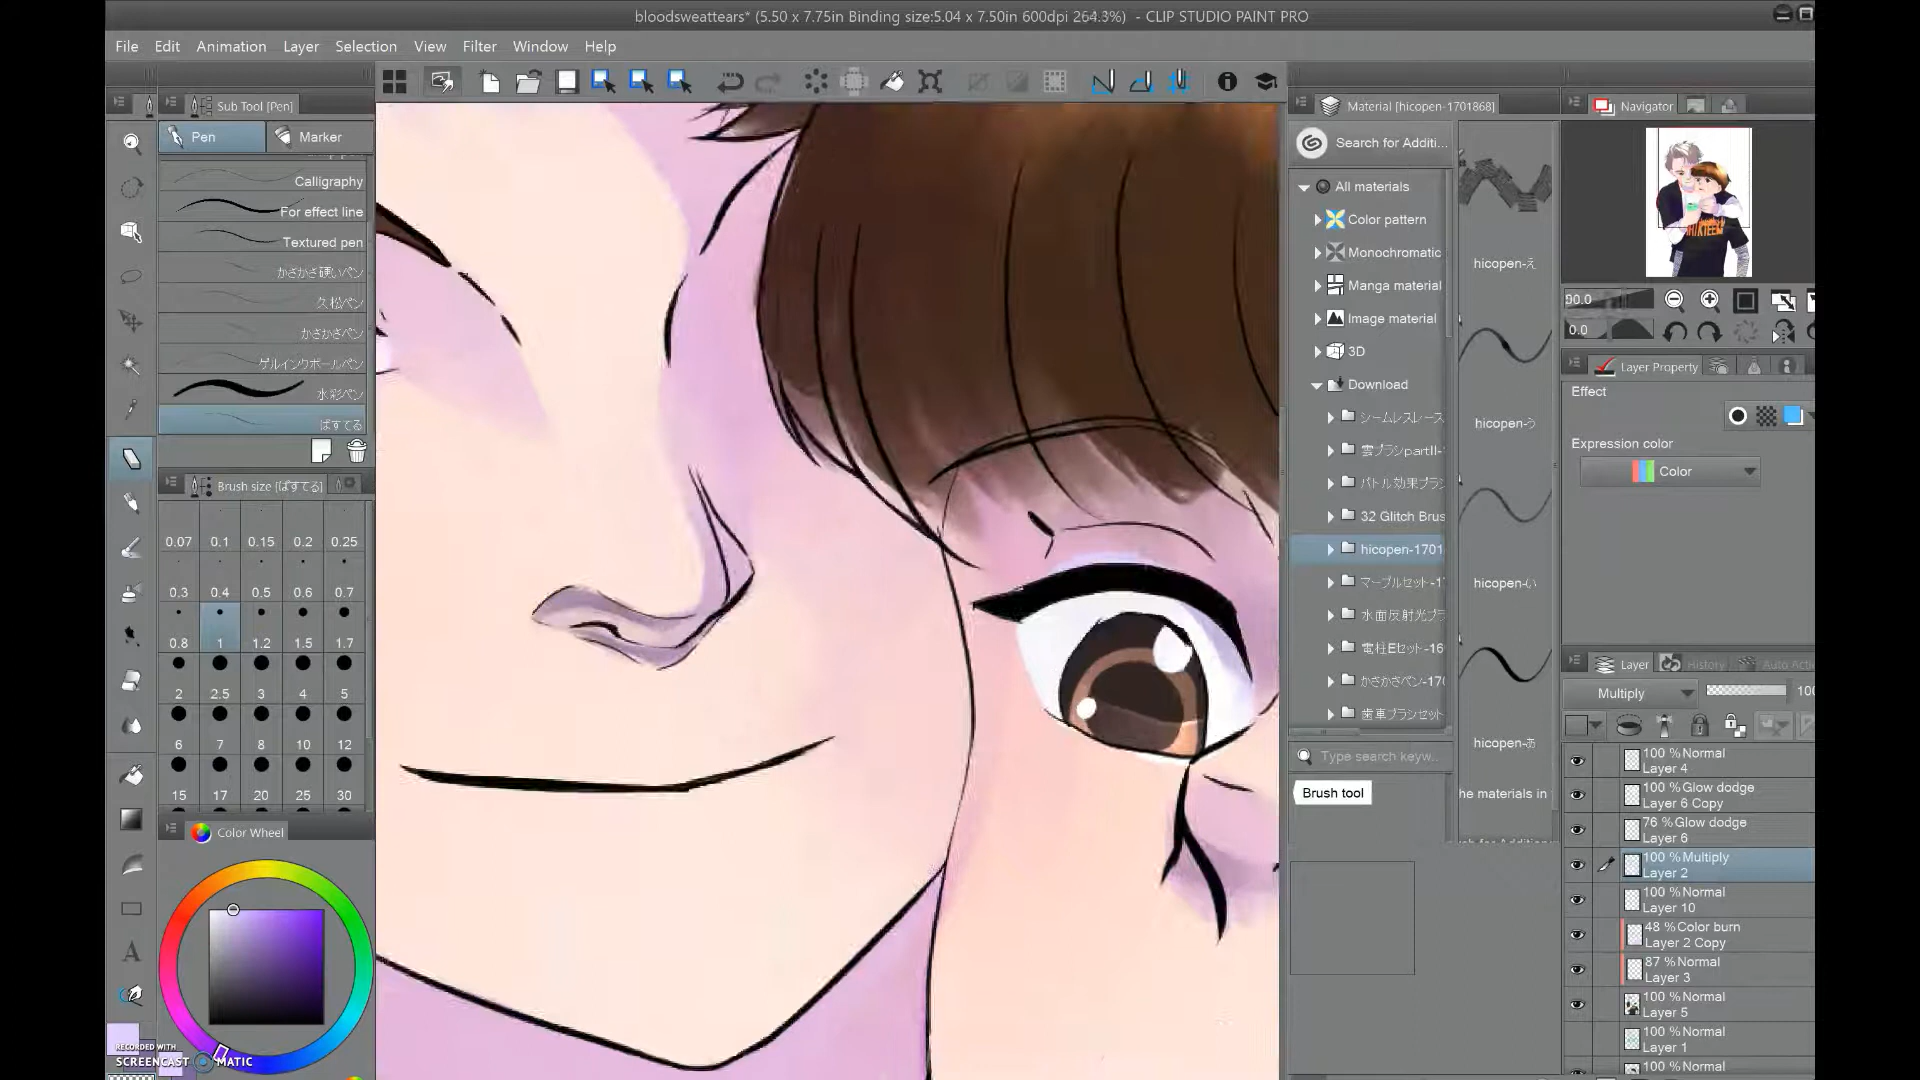 bloodsweattears* (5.50 x 7.75in Binding size:5.04 x 7.50in 600dpi 264.3%) - CLIP STUDIO PAINT PRO
File Edit Animation Layer Selection View Filter Window Help
Sub Tool [Pen]
Pen Marker
Calligraphy
For effect line
Textured pen
かさかさ硬いペン
久松ペン
かさかさペン
ゲルインクボールペン
水彩ペン
ぱすてる
Brush size [ぱすてる]
0.07 0.1 0.15 0.2 0.25
0.3 0.4 0.5 0.6 0.7
0.8 1 1.2 1.5 1.7
2 2.5 3 4 5
6 7 8 10 12
15 17 20 25 30
Color Wheel
RECORDED WITH
SCREENCAST MATIC
Material [hicopen-1701868]
Search for Additi...
All materials
Color pattern
Monochromatic
Manga material
Image material
3D
Download
シームレスレース
雲ブラシpartII-
バトル効果ブラシ
32 Glitch Brus
hicopen-1701
マーブルセット-1
水面反射光ブラ
電柱Eセット-16
かさかさペン-170
歯車ブラシセット
Type search keyw...
Brush tool
hicopen-え
hicopen-う
hicopen-い
hicopen-あ
he materials in
Navigator
90.0
0.0
Layer Property
Effect
Expression color
Color
Layer History Auto Acti
Multiply 100
100 %Normal
Layer 4
100 %Glow dodge
Layer 6 Copy
76 %Glow dodge
Layer 6
100 %Multiply
Layer 2
100 %Normal
Layer 10
48 %Color burn
Layer 2 Copy
87 %Normal
Layer 3
100 %Normal
Layer 5
100 %Normal
Layer 1
100 %Normal